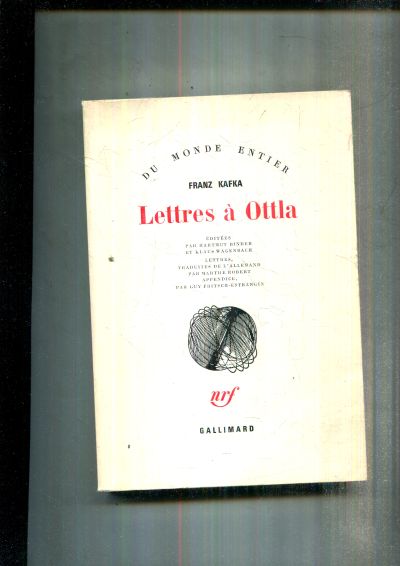 DU MONDE ENTIER
FRANZ KAFKA
Lettres à Ottla
ÉDITÉES
PAR HARTMUT BINDER
ET KLAUS WAGENBACH
LETTRES,
TRADUITES DE L'ALLEMAND
PAR MARTHE ROBERT
APPENDICE,
PAR GUY FRITSCH-ESTRANGIN
nrf
GALLIMARD